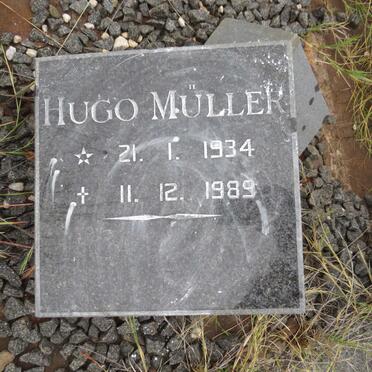 HUGO MÜLLER
☆ 21. 1. 1934
✝ 11. 12. 1989